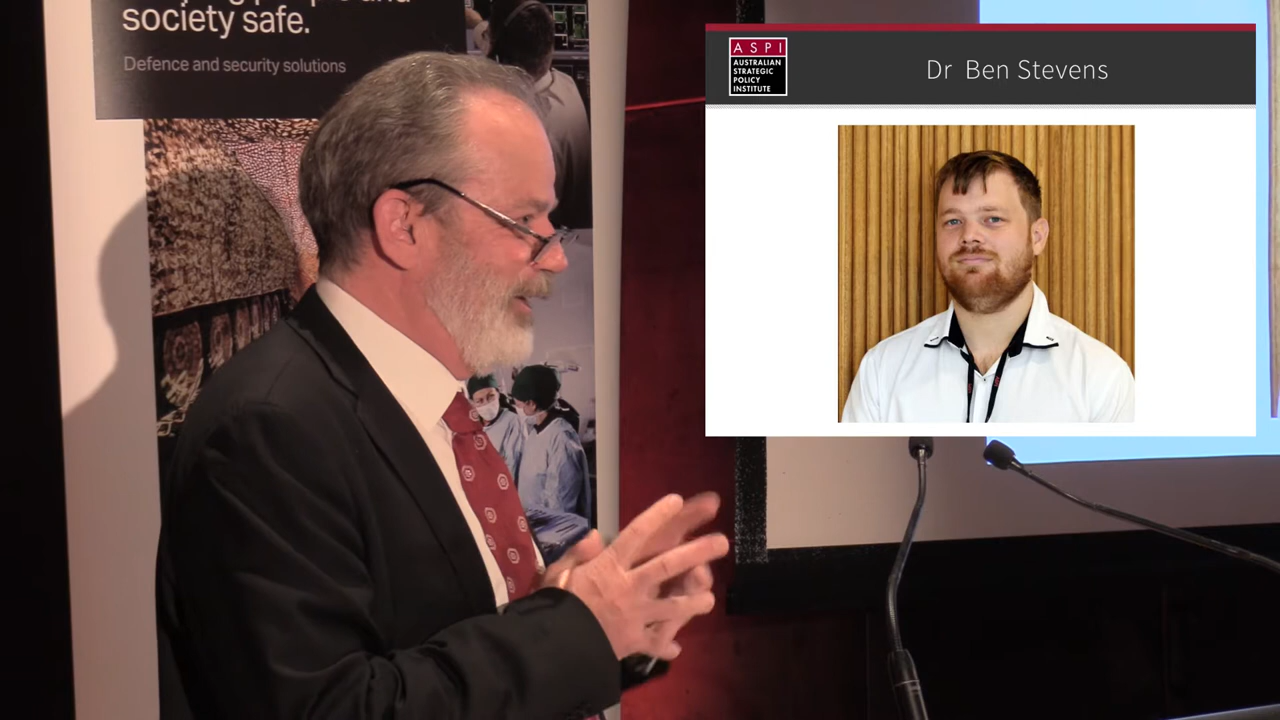 society safe.
Defence and security solutions
ASPI
AUSTRALIAN
STRATEGIC
POLICY
INSTITUTE
Dr Ben Stevens